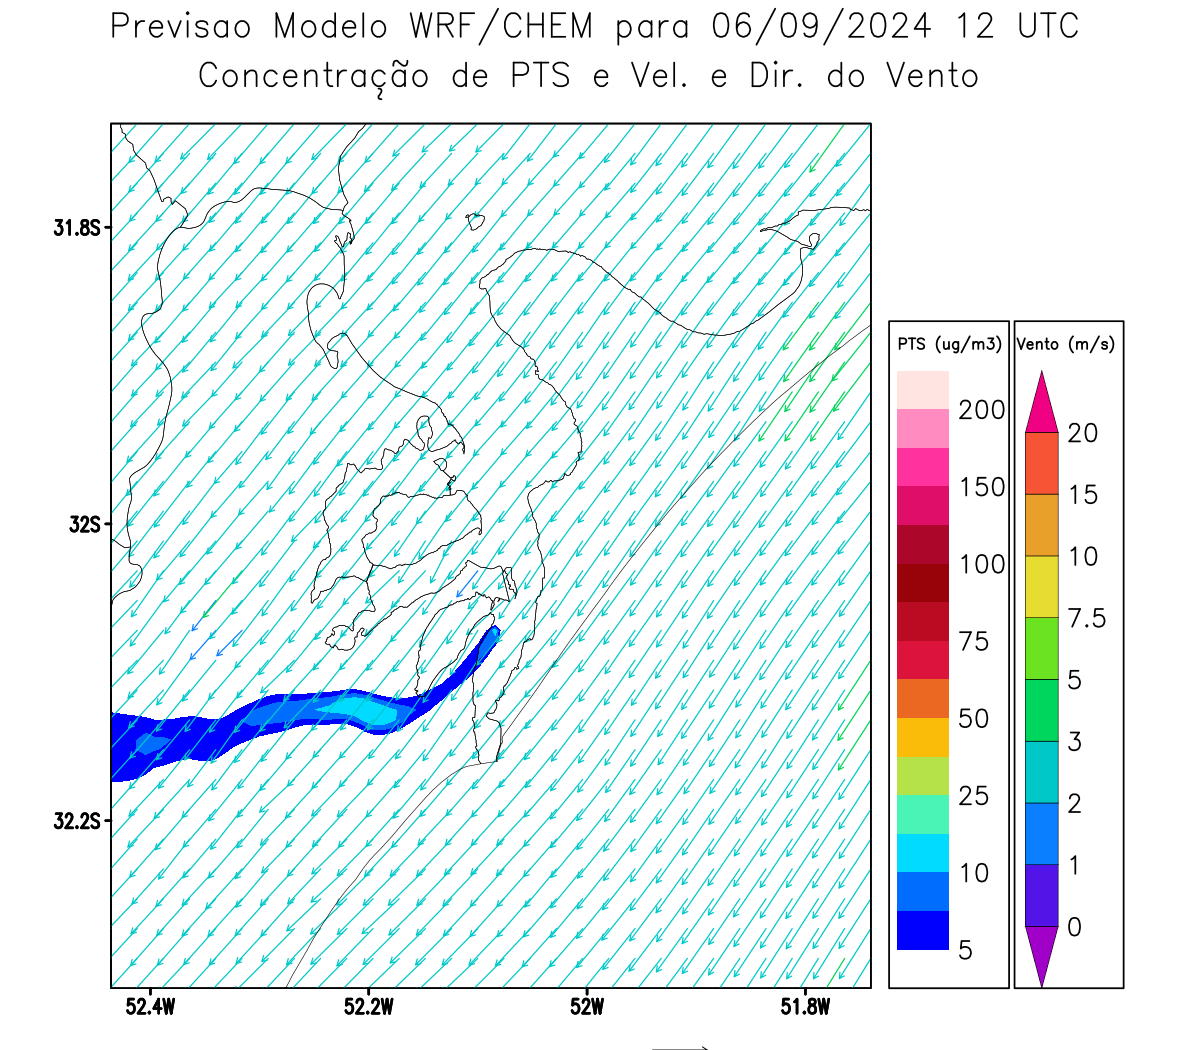 Previsao Modelo WRF/CHEM para 06/09/2024 12 UTC
Concentração de PTS e Vel. e Dir. do Vento
31.8S
32S
32.2S
52.4W
52.2W
52W
51.8W
PTS (ug/m3)
200
150
100
75
50
25
10
5
Vento (m/s)
20
15
10
7.5
5
3
2
1
0